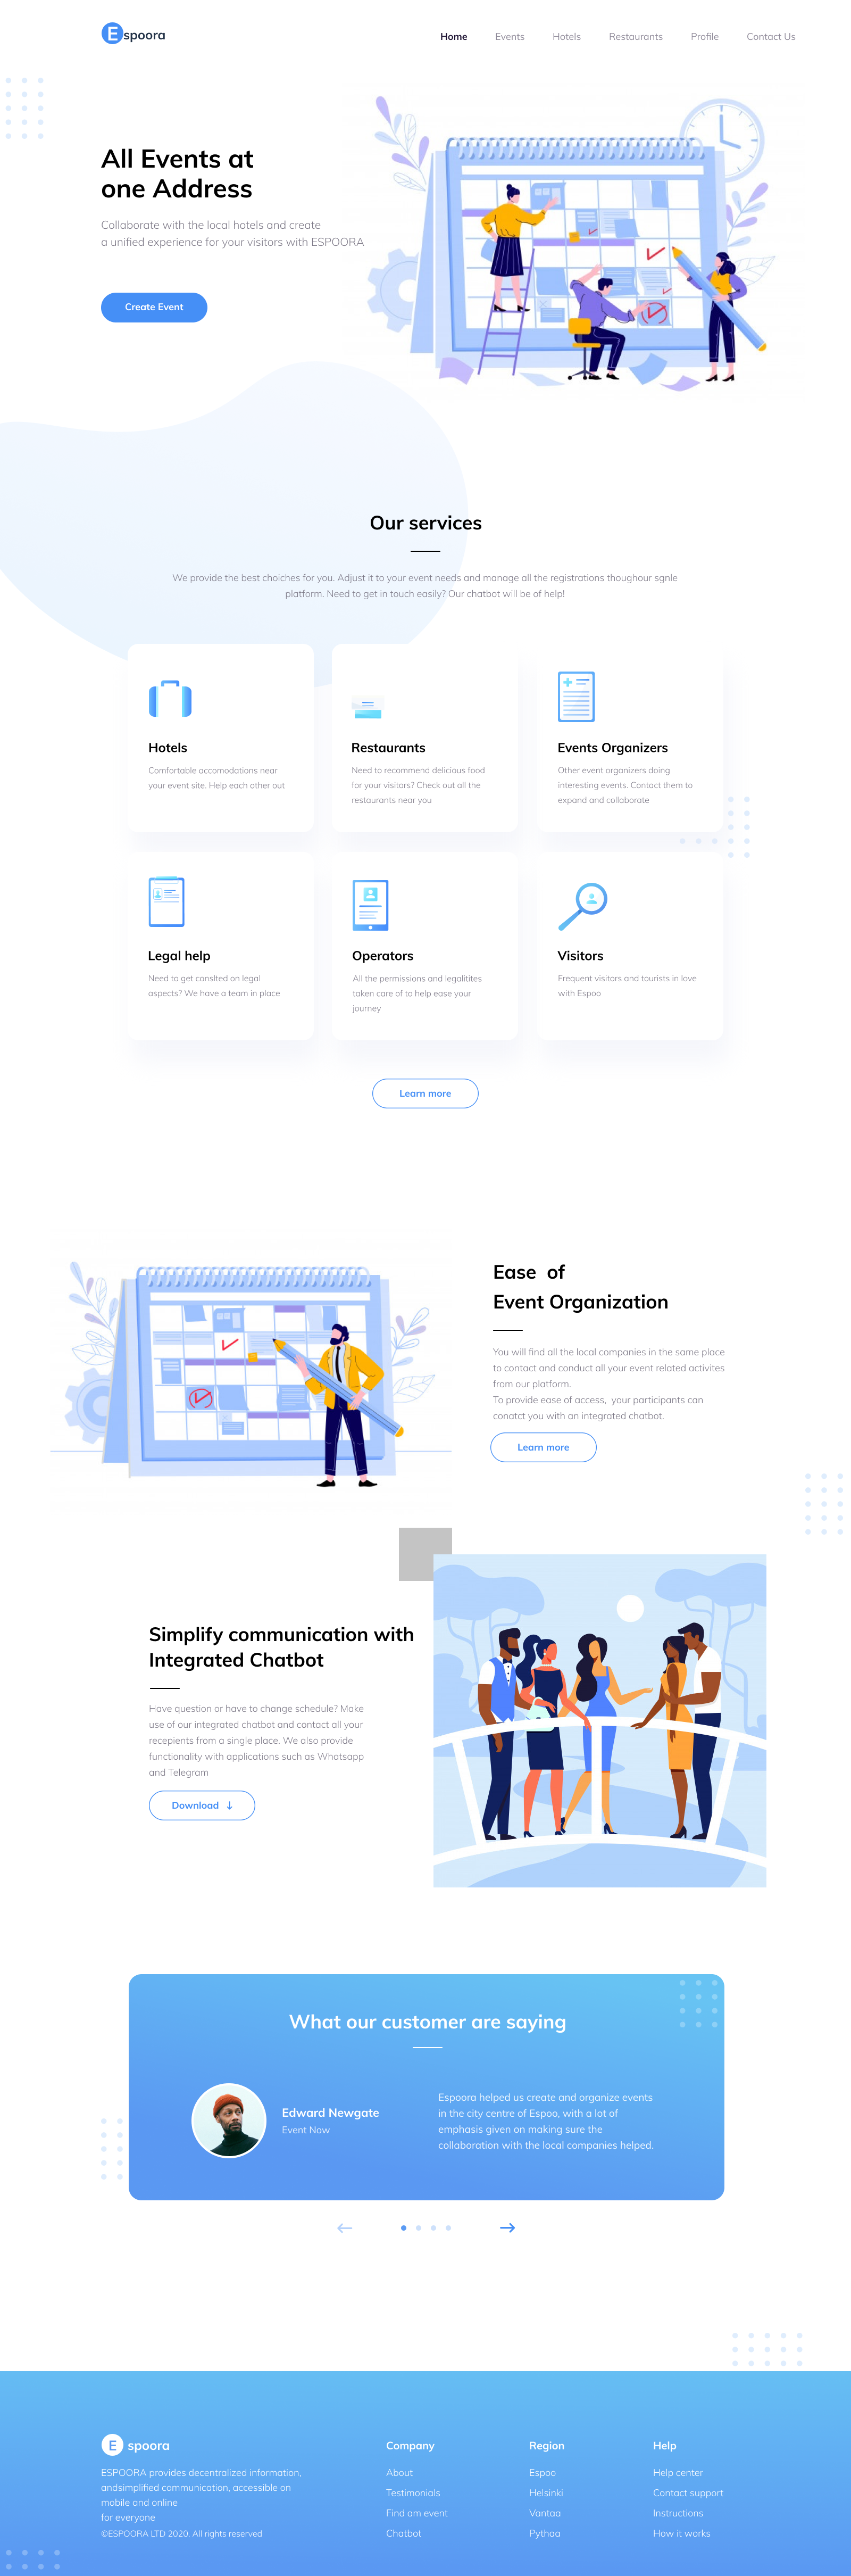 Espoora
Home Events Hotels Restaurants Profile Contact Us
All Events at
one Address
Collaborate with the local hotels and create
a unified experience for your visitors with ESPOORA
Create Event
Our services
We provide the best choiches for you. Adjust it to your event needs and manage all the registrations thoughour sgnle
platform. Need to get in touch easily? Our chatbot will be of help!
Hotels
Comfortable accomodations near
your event site. Help each other out
Restaurants
Need to recommend delicious food
for your visitors? Check out all the
restaurants near you
Events Organizers
Other event organizers doing
interesting events. Contact them to
expand and collaborate
Legal help
Need to get conslted on legal
aspects? We have a team in place
Operators
All the permissions and legalitites
taken care of to help ease your
journey
Visitors
Frequent visitors and tourists in love
with Espoo
Learn more
Ease of
Event Organization
You will find all the local companies in the same place
to contact and conduct all your event related activites
from our platform.
To provide ease of access, your participants can
conatct you with an integrated chatbot.
Learn more
Simplify communication with
Integrated Chatbot
Have question or have to change schedule? Make
use of our integrated chatbot and contact all your
recepients from a single place. We also provide
functionality with applications such as Whatsapp
and Telegram
Download ↓
What our customer are saying
Edward Newgate
Event Now
Espoora helped us create and organize events
in the city centre of Espoo, with a lot of
emphasis given on making sure the
collaboration with the local companies helped.
E spoora
ESPOORA provides decentralized information,
andsimplified communication, accessible on
mobile and online
for everyone
©ESPOORA LTD 2020. All rights reserved
Company
About
Testimonials
Find am event
Chatbot
Region
Espoo
Helsinki
Vantaa
Pythaa
Help
Help center
Contact support
Instructions
How it works